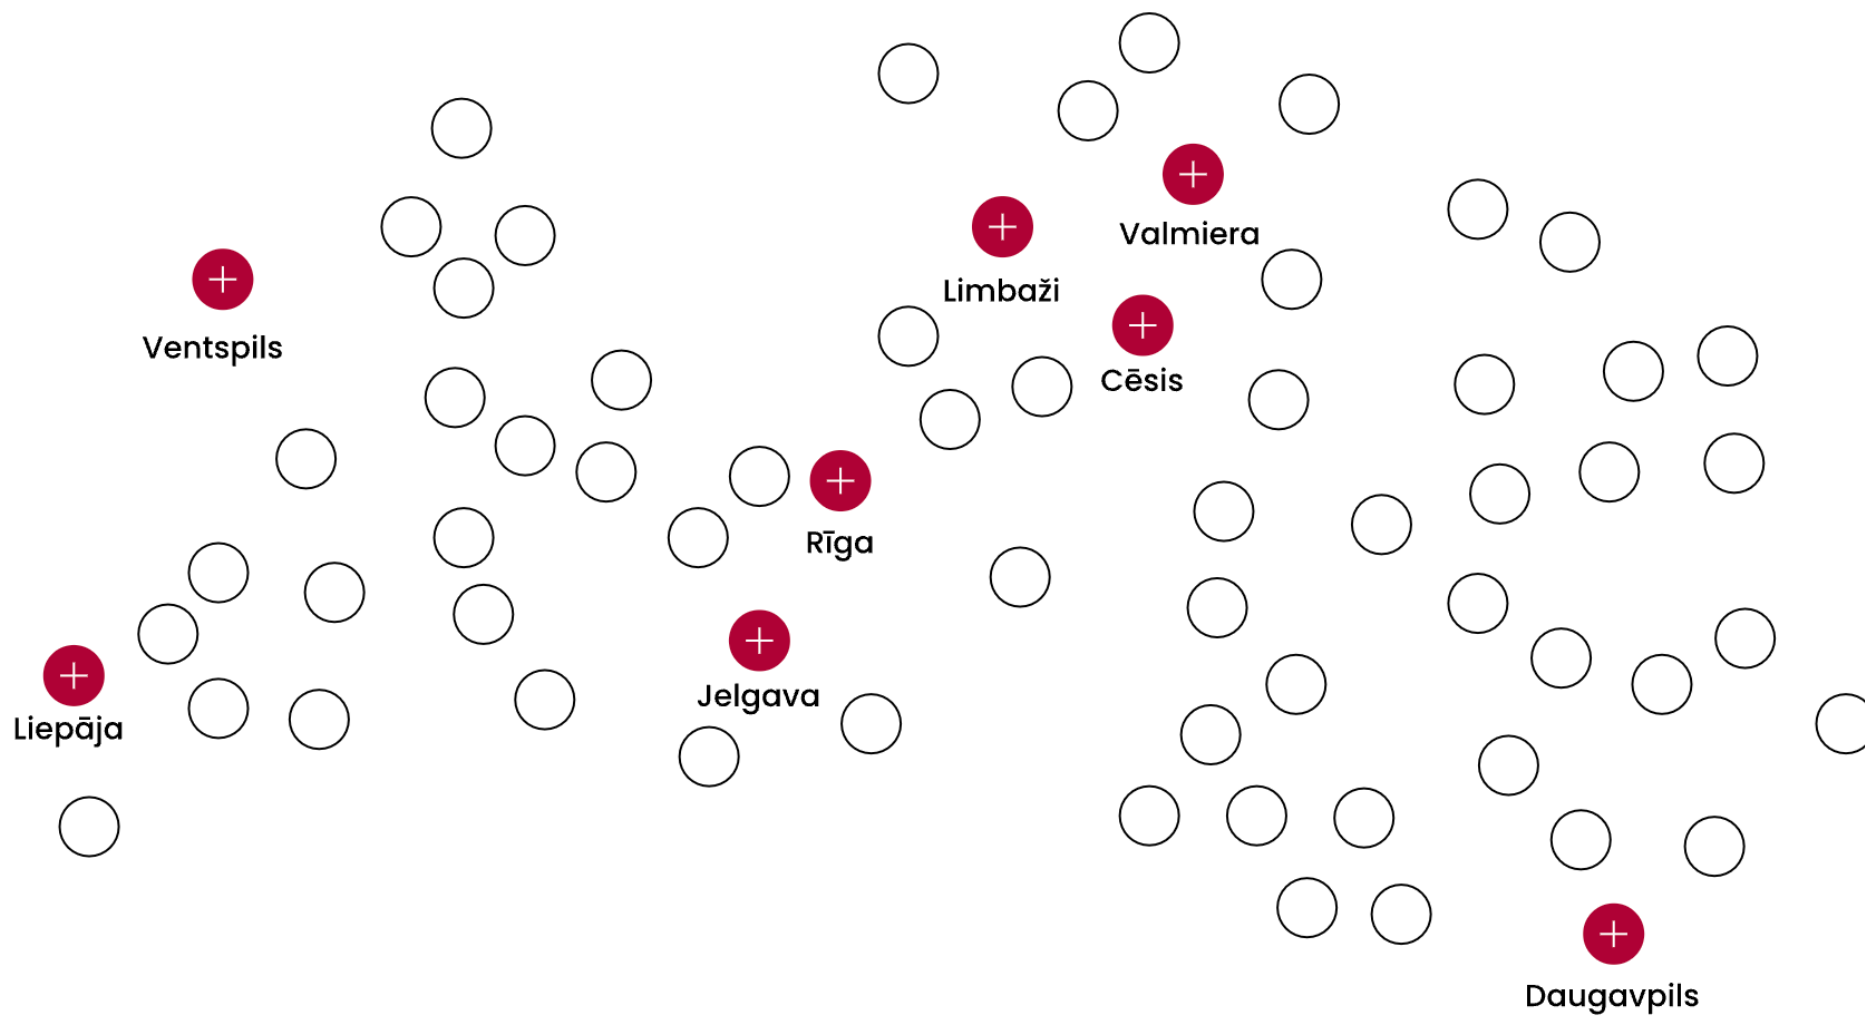 Valmiera
Limbaži
Ventspils
Cēsis
Rīga
Jelgava
Liepāja
Daugavpils